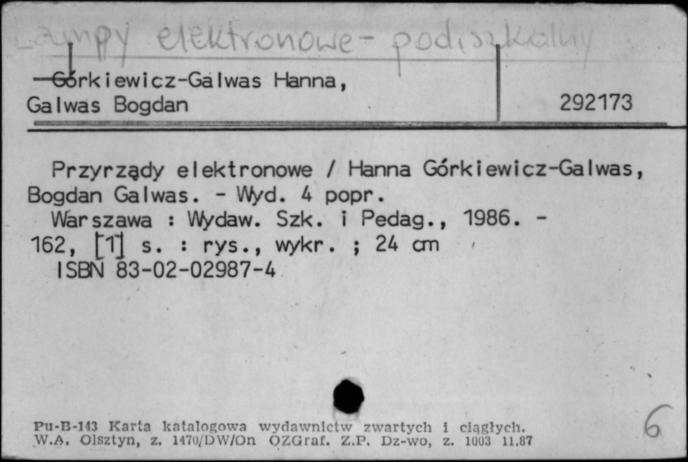 Lampy elektronowe - podr. szkolny
Górkiewicz-Galwas Hanna,
Galwas Bogdan 292173
Przyrządy elektronowe / Hanna Górkiewicz-Galwas,
Bogdan Galwas. - Wyd. 4 popr.
Warszawa : Wydaw. Szk. i Pedag., 1986. -
162, [1] s. : rys., wykr. ; 24 cm
ISBN 83-02-02987-4
Pu-B-143 Karta katalogowa wydawnictw zwartych i ciągłych.
W.A. Olsztyn, z. 1470/DW/On OZGraf. Z.P. Dz-wo, z. 1003 11.87
6